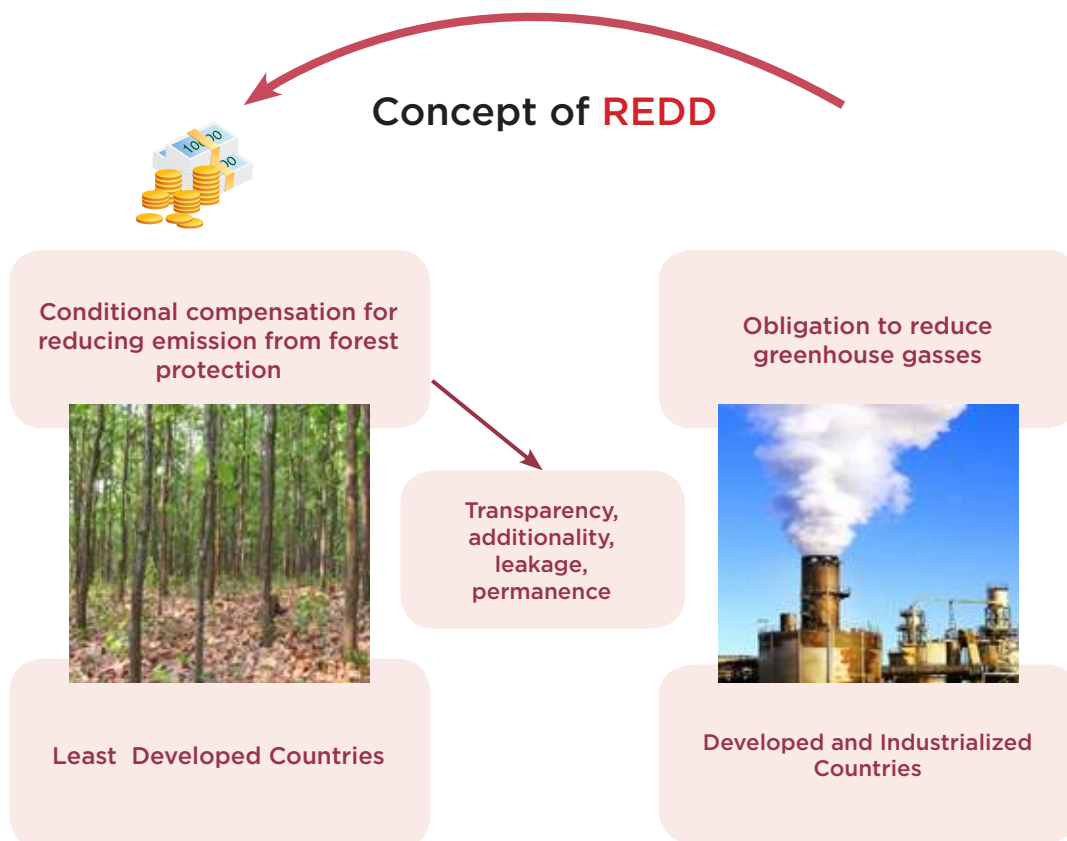 Concept of REDD
Conditional compensation for
reducing emission from forest
protection
Obligation to reduce
greenhouse gasses
Transparency,
additionality,
leakage,
permanence
Least Developed Countries
Developed and Industrialized
Countries